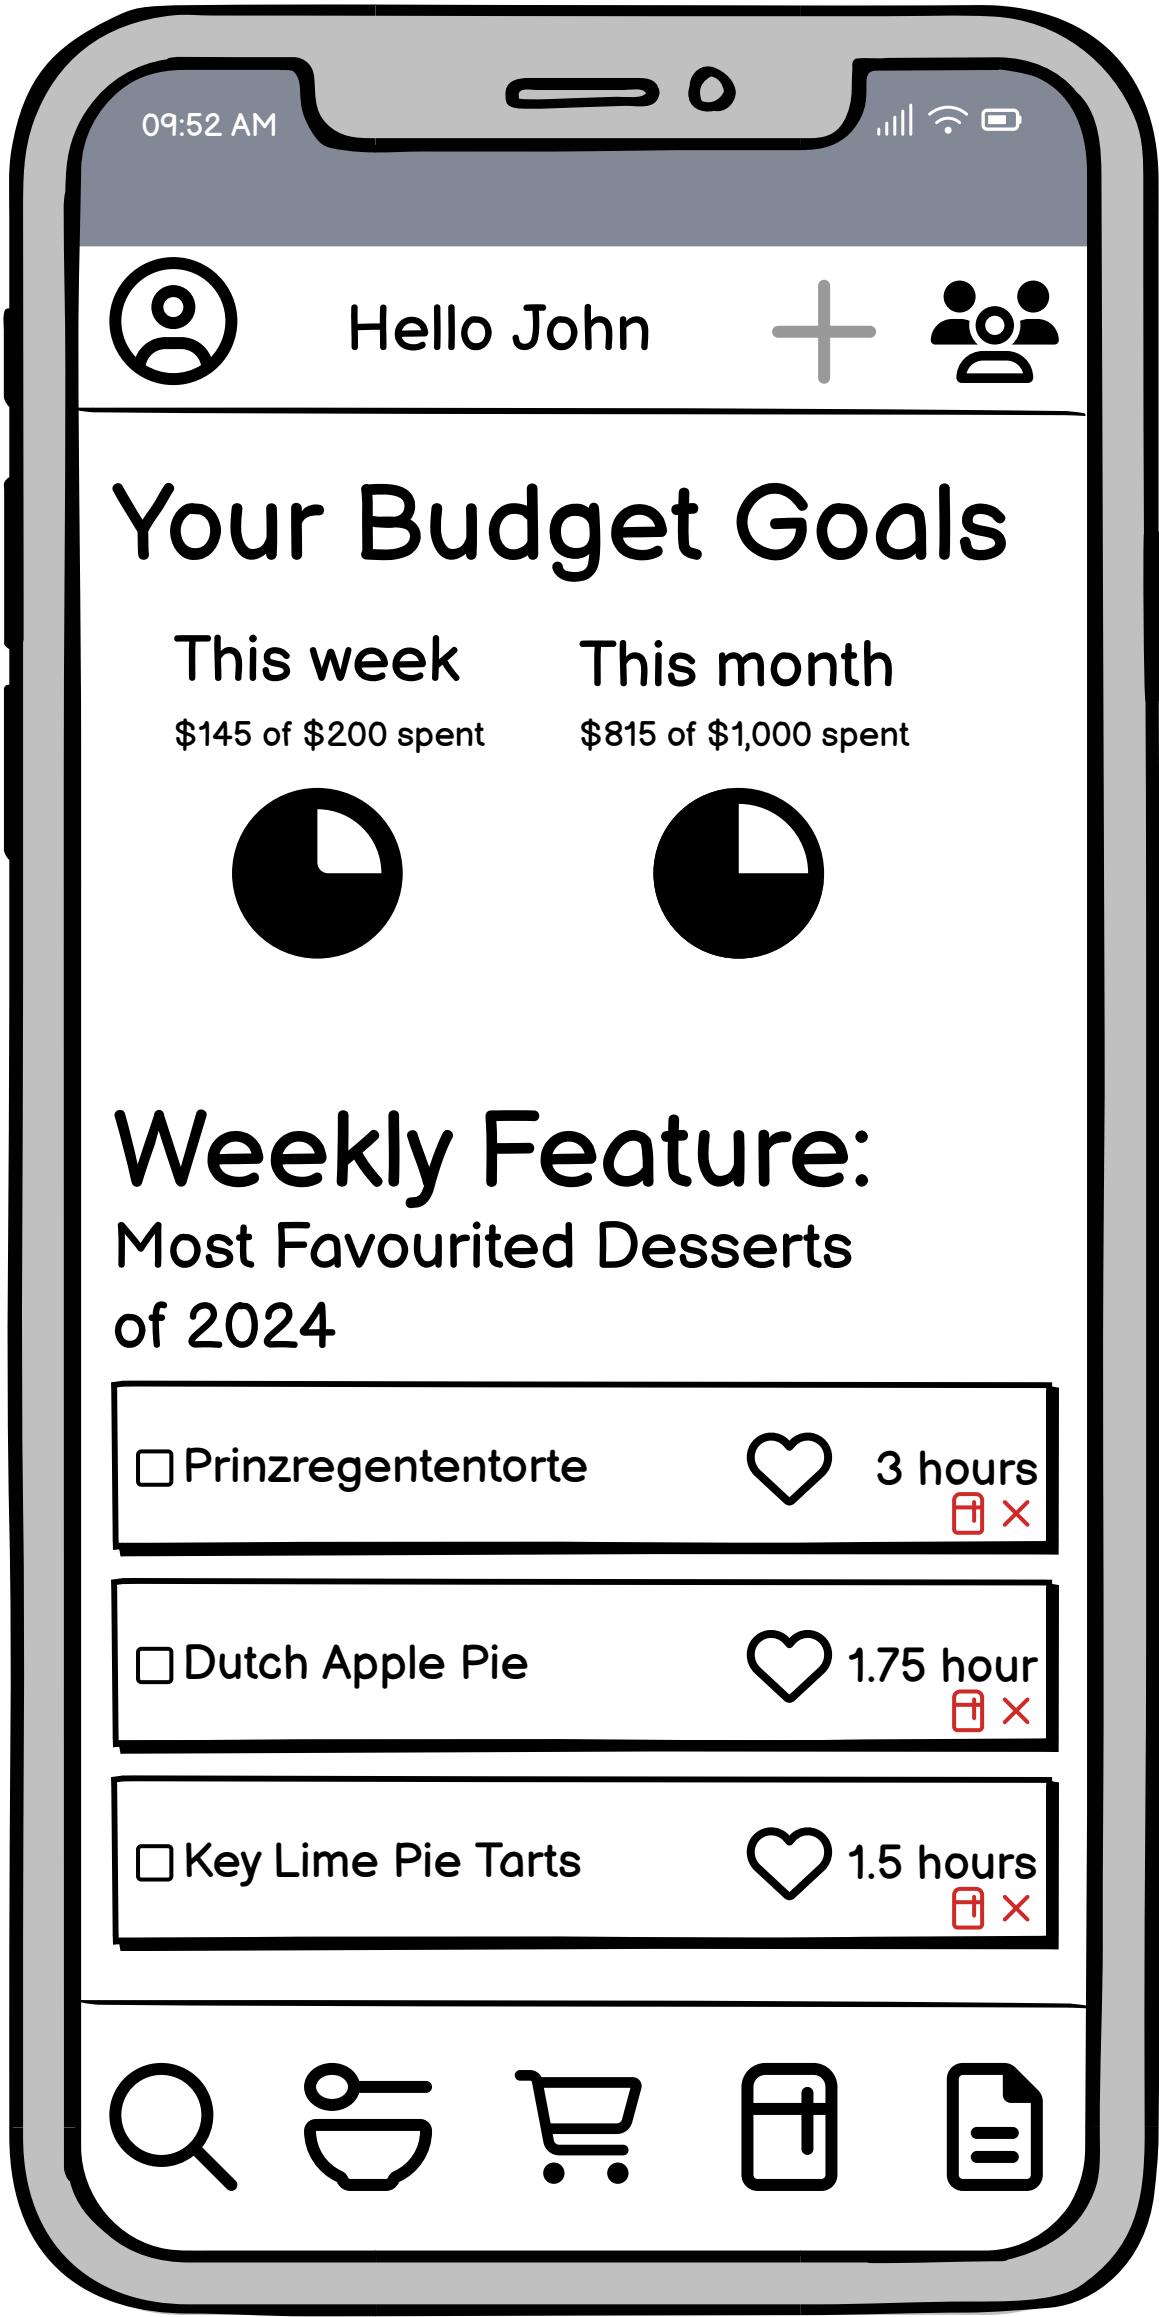 09:52 AM
Hello John
Your Budget Goals
This week
$145 of $200 spent
This month
$815 of $1,000 spent
Weekly Feature:
Most Favourited Desserts
of 2024
Prinzregententorte
3 hours
Dutch Apple Pie
1.75 hour
Key Lime Pie Tarts
1.5 hours